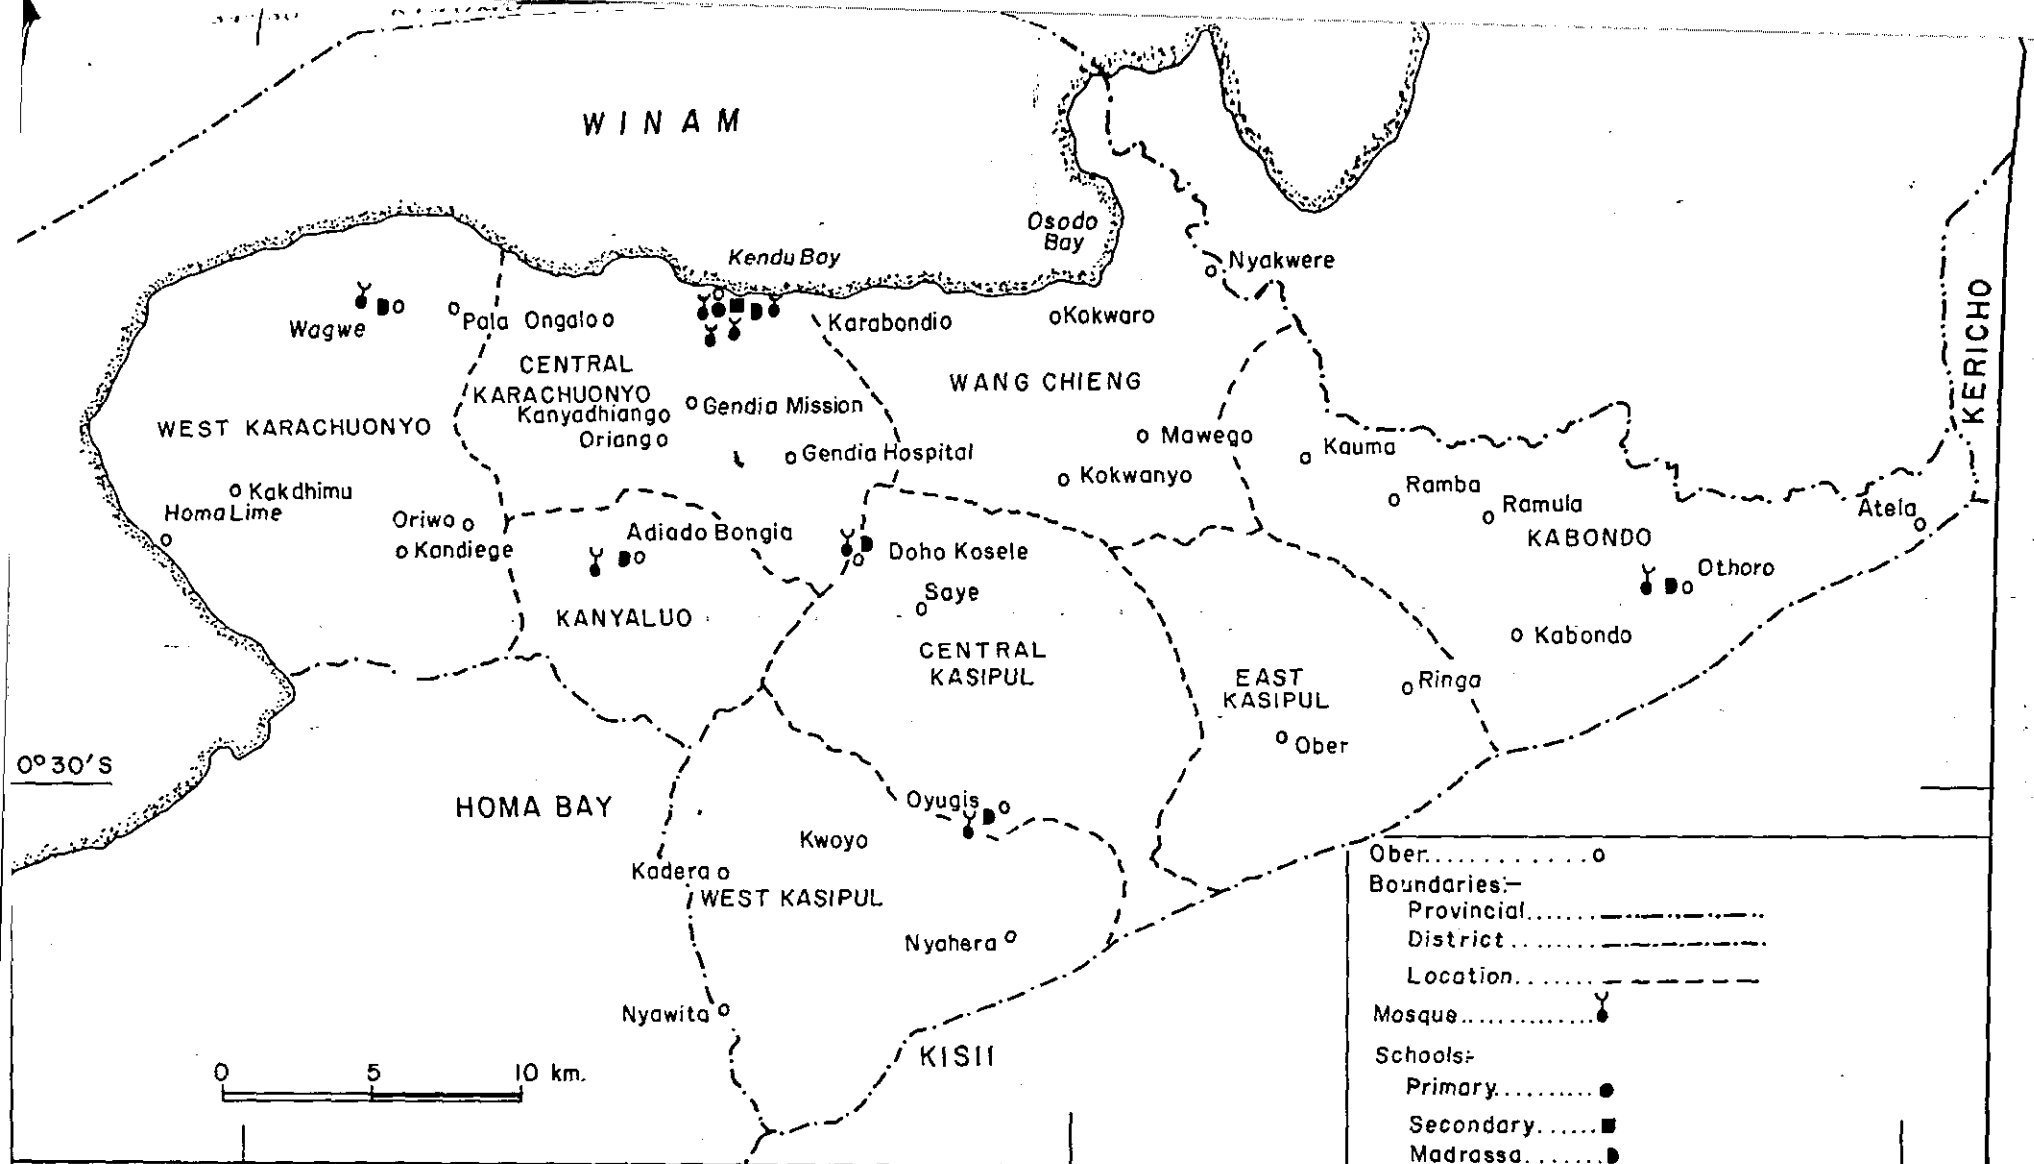 WINAM
Osodo
Bay
Kendu Bay
Nyakwere
Wagwe
Pala
Ongalo
Karabondio
Kokwaro
CENTRAL
KARACHUONYO
WANG CHIENG
KERICHO
Kanyadhiango
Gendia Mission
WEST KARACHUONYO
Oriang
Gendia Hospital
Mawego
Kauma
Kokwanyo
Kakdhimu
Homa Lime
Ramba
Ramula
Atela
Oriwo
Kandiege
Adiado Bongia
Doho Kosele
KABONDO
Othoro
Saye
KANYALUO
Kabondo
CENTRAL
KASIPUL
EAST
KASIPUL
Ringa
Ober
0°30'S
HOMA BAY
Oyugis
Kwoyo
Kadera
WEST KASIPUL
Nyahera
Nyawita
KISII
0 5 10 km.
Ober............
Boundaries:-
Provincial......
District.......
Location.......
Mosque.............
Schools:-
Primary..........
Secondary......
Madrassa.......